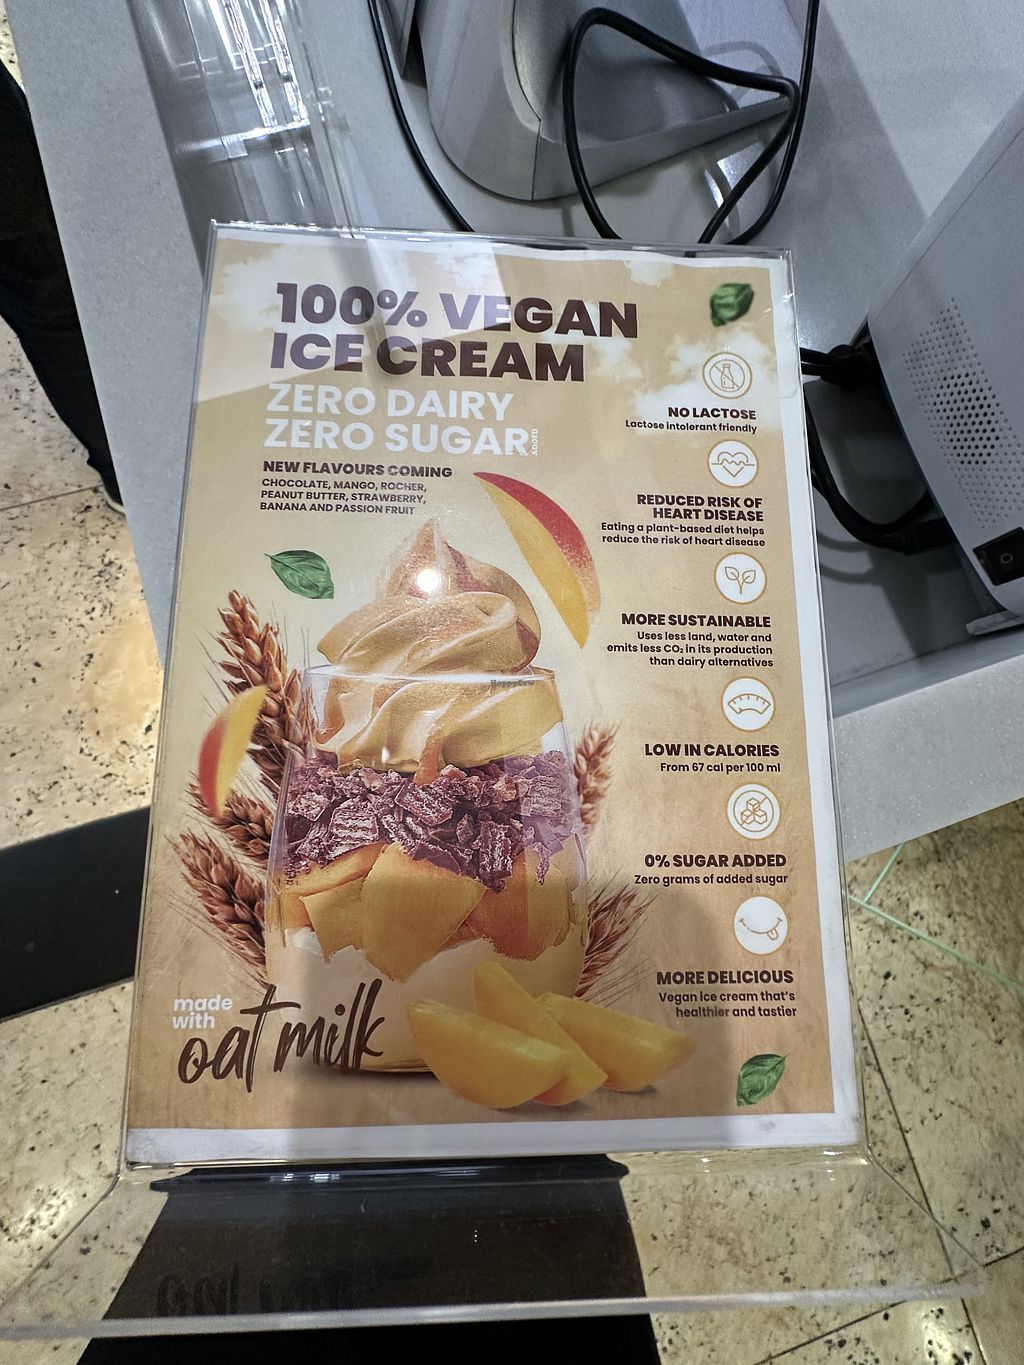 100% VEGAN
ICE CREAM
ZERO DAIRY
ZERO SUGAR ADDED
NEW FLAVOURS COMING
CHOCOLATE, MANGO, ROCHER,
PEANUT BUTTER, STRAWBERRY,
BANANA AND PASSION FRUIT
NO LACTOSE
Lactose intolerant friendly
REDUCED RISK OF
HEART DISEASE
Eating a plant-based diet helps
reduce the risk of heart disease
MORE SUSTAINABLE
Uses less land, water and
emits less CO₂ in its production
than dairy alternatives
HappyCow
LOW IN CALORIES
From 67 cal per 100 ml
0% SUGAR ADDED
Zero grams of added sugar
MORE DELICIOUS
Vegan ice cream that's
healthier and tastier
made
with
oat milk